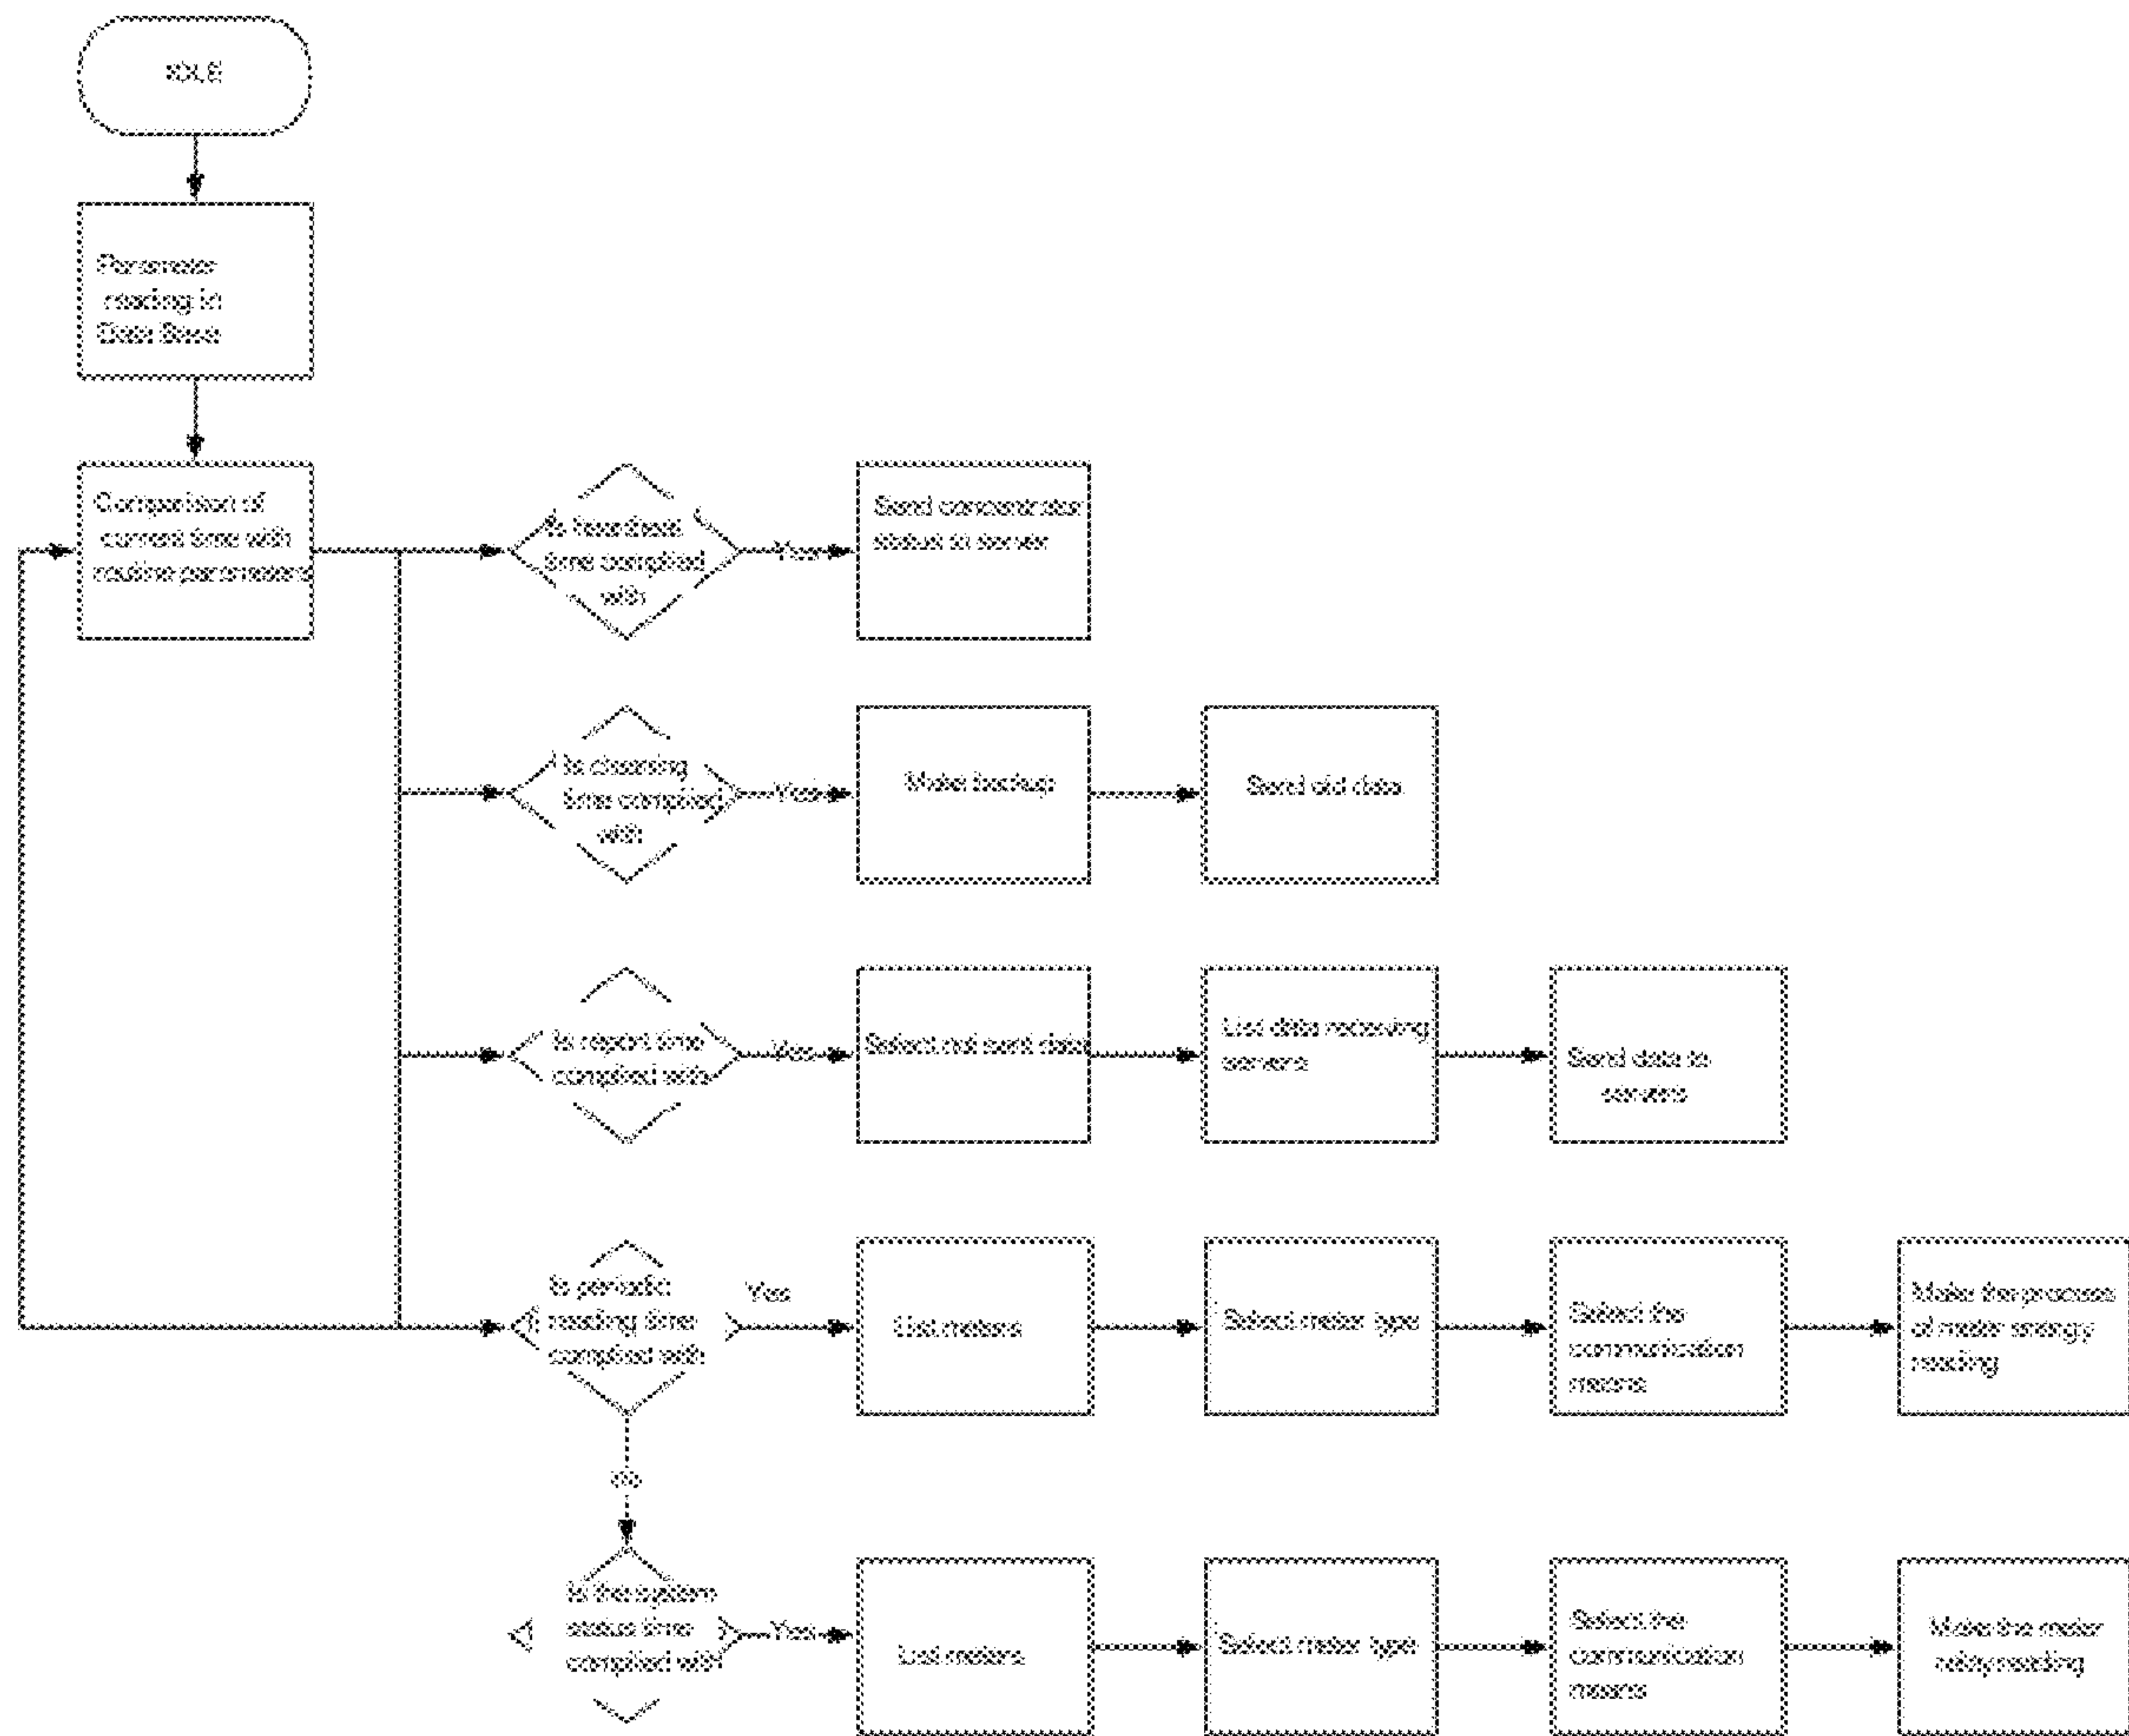 IDLE
Parameter
reading in
Data Base
Comparison of
current time with
routine parameters
Is heartbeat
time complied
with
Yes
Send concentrator
status to server
Is cleaning
time complied
with
Yes
Make backup
Send old data
Is report time
complied with
Yes
Select not sent data
List data receiving
servers
Send data to
servers
Is periodic
reading time
complied with
Yes
List meters
Select meter type
Select the
communication
means
Make the process
of meter energy
reading
Is the system
status time
complied with
Yes
List meters
Select meter type
Select the
communication
means
Make the meter
relay reading